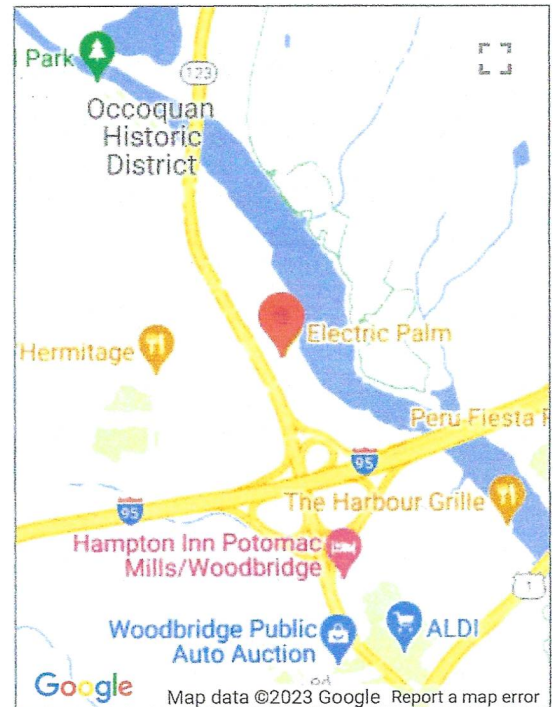 Park
123
Occoquan
Historic
District
Electric Palm
Hermitage
Peru Fiesta
95
The Harbour Grille
95
Hampton Inn Potomac
Mills/Woodbridge
1
Woodbridge Public
Auto Auction
ALDI
Google
Map data ©2023 Google
Report a map error